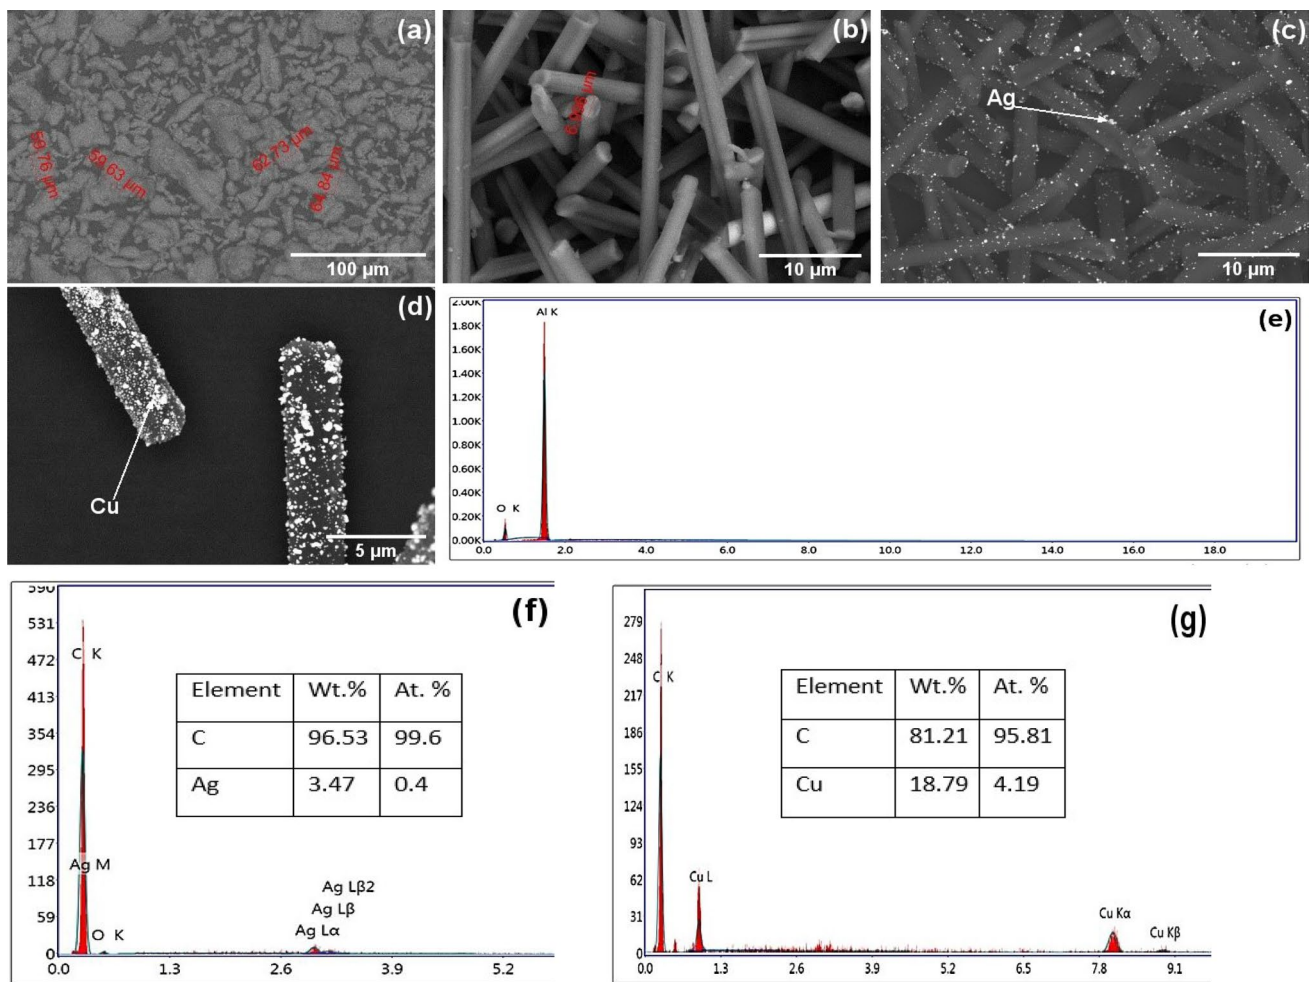 (a)
59.76 µm
59.63 µm
62.73 µm
64.84 µm
100 µm
(b)
µm
10 µm
(c)
Ag
10 µm
(d)
Cu
5 µm
(e)
2.00K
1.80K
1.60K
1.40K
1.20K
1.00K
0.80K
0.60K
0.40K
0.20K
0.00K
Al K
O K
0.0 2.0 4.0 6.0 8.0 10.0 12.0 14.0 16.0 18.0
(f)
590
531
472
413
354
295
236
177
118
59
0
C K
Ag M
O K
Ag Lβ2
Ag Lβ
Ag Lα
Element Wt.% At. %
C 96.53 99.6
Ag 3.47 0.4
0.0 1.3 2.6 3.9 5.2
(g)
279
248
217
186
155
124
93
62
31
0
C K
Cu L
Cu Kα
Cu Kβ
Element Wt.% At. %
C 81.21 95.81
Cu 18.79 4.19
0.0 1.3 2.6 3.9 5.2 6.5 7.8 9.1